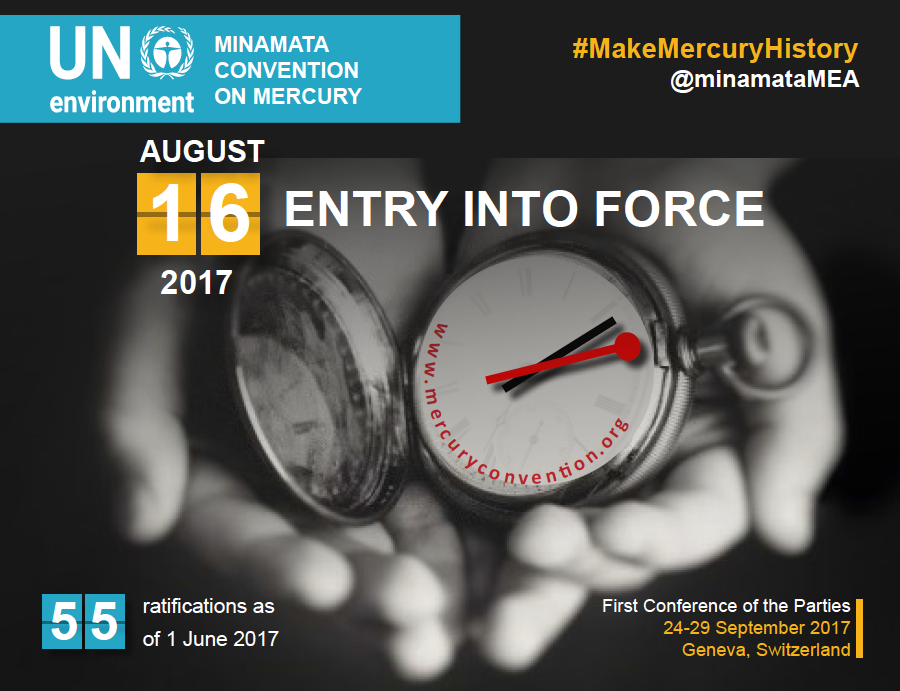 UN
environment
MINAMATA
CONVENTION
ON MERCURY
#MakeMercuryHistory
@minamataMEA
AUGUST
16
2017
ENTRY INTO FORCE
www.mercuryconvention.org
55
ratifications as
of 1 June 2017
First Conference of the Parties
24-29 September 2017
Geneva, Switzerland